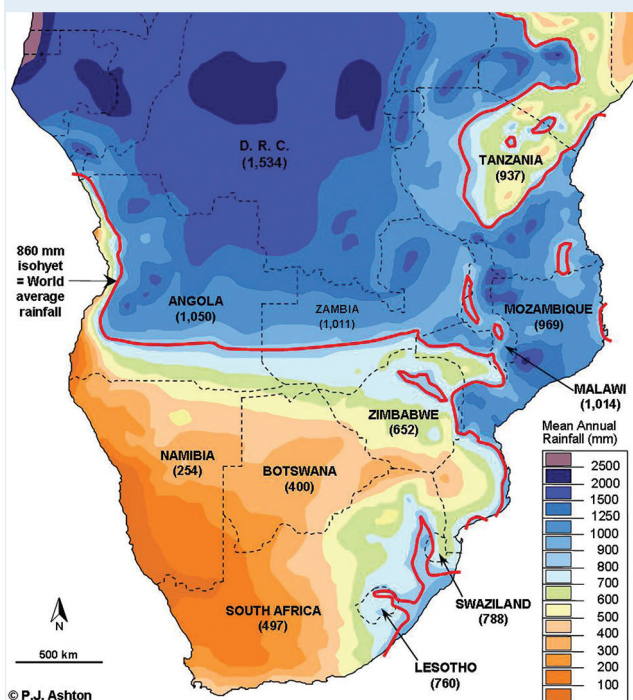 D. R. C.
(1,534)
TANZANIA
(937)
860 mm
isohyet
= World
average
rainfall
ANGOLA
(1,050)
ZAMBIA
(1,011)
MOZAMBIQUE
(969)
MALAWI
(1,014)
ZIMBABWE
(652)
NAMIBIA
(254)
BOTSWANA
(400)
SOUTH AFRICA
(497)
SWAZILAND
(788)
LESOTHO
(760)
Mean Annual
Rainfall (mm)
2500
2000
1500
1250
1000
900
800
700
600
500
400
300
200
100
N
500 km
© P.J. Ashton